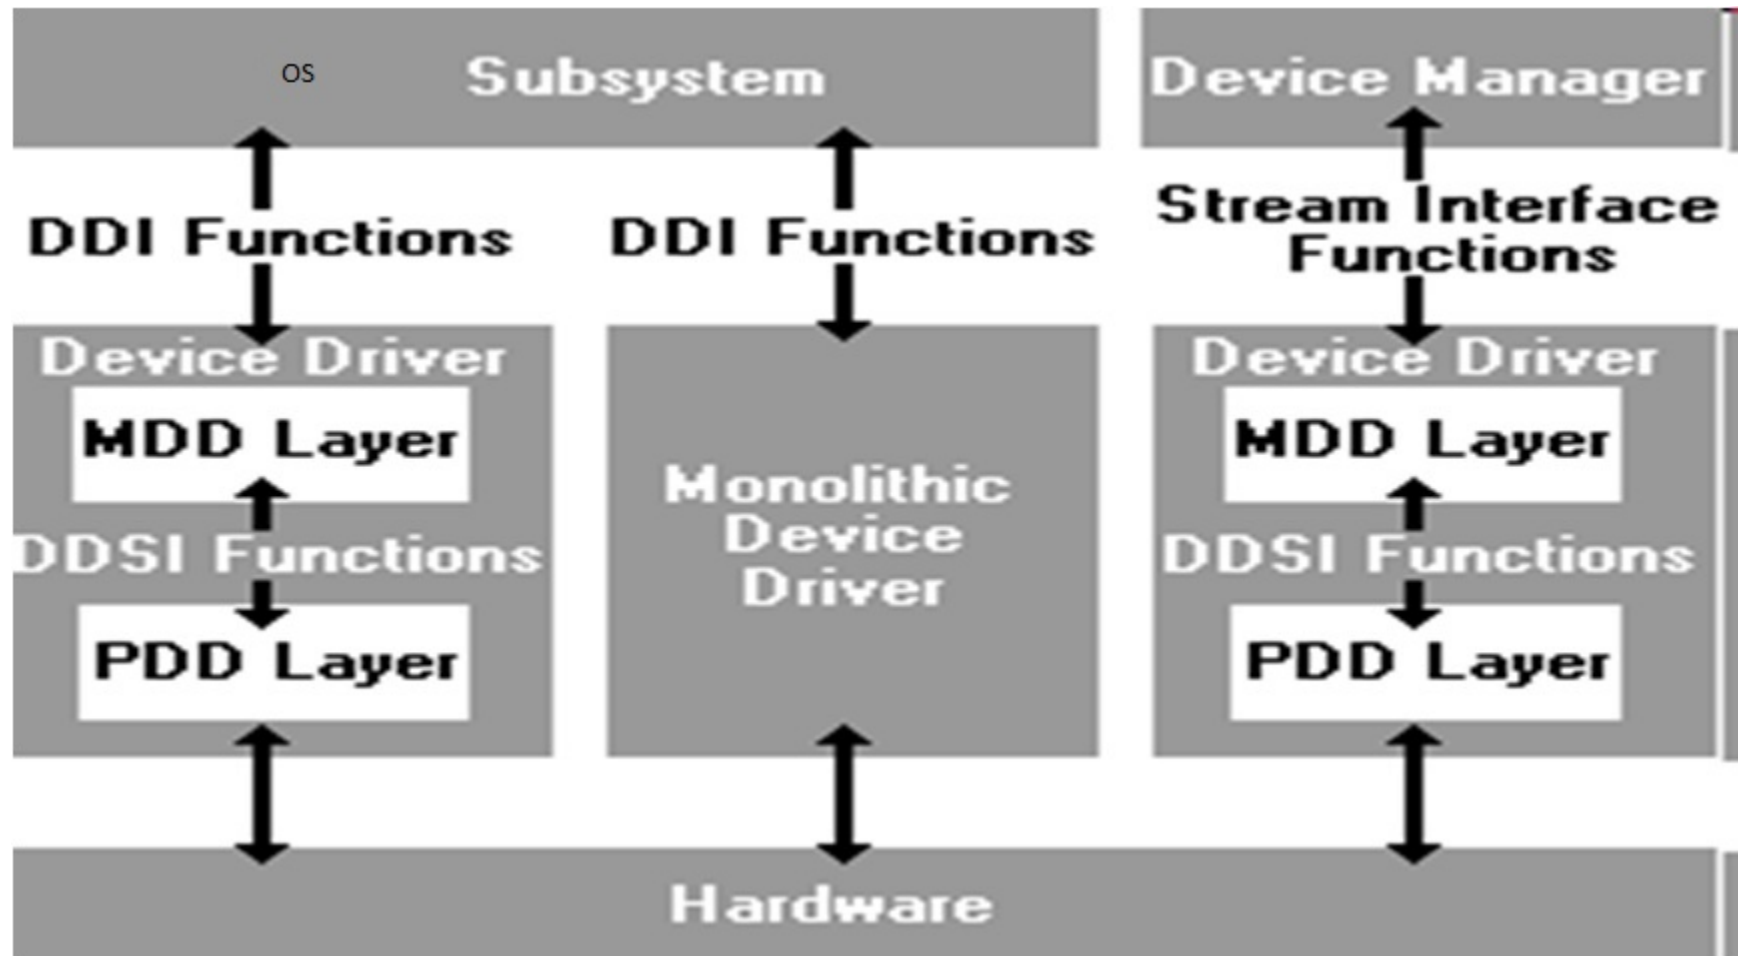 OS
Subsystem
Device Manager
DDI Functions
DDI Functions
Stream Interface
Functions
Device Driver
MDD Layer
DDSI Functions
PDD Layer
Monolithic
Device
Driver
Device Driver
MDD Layer
DDSI Functions
PDD Layer
Hardware